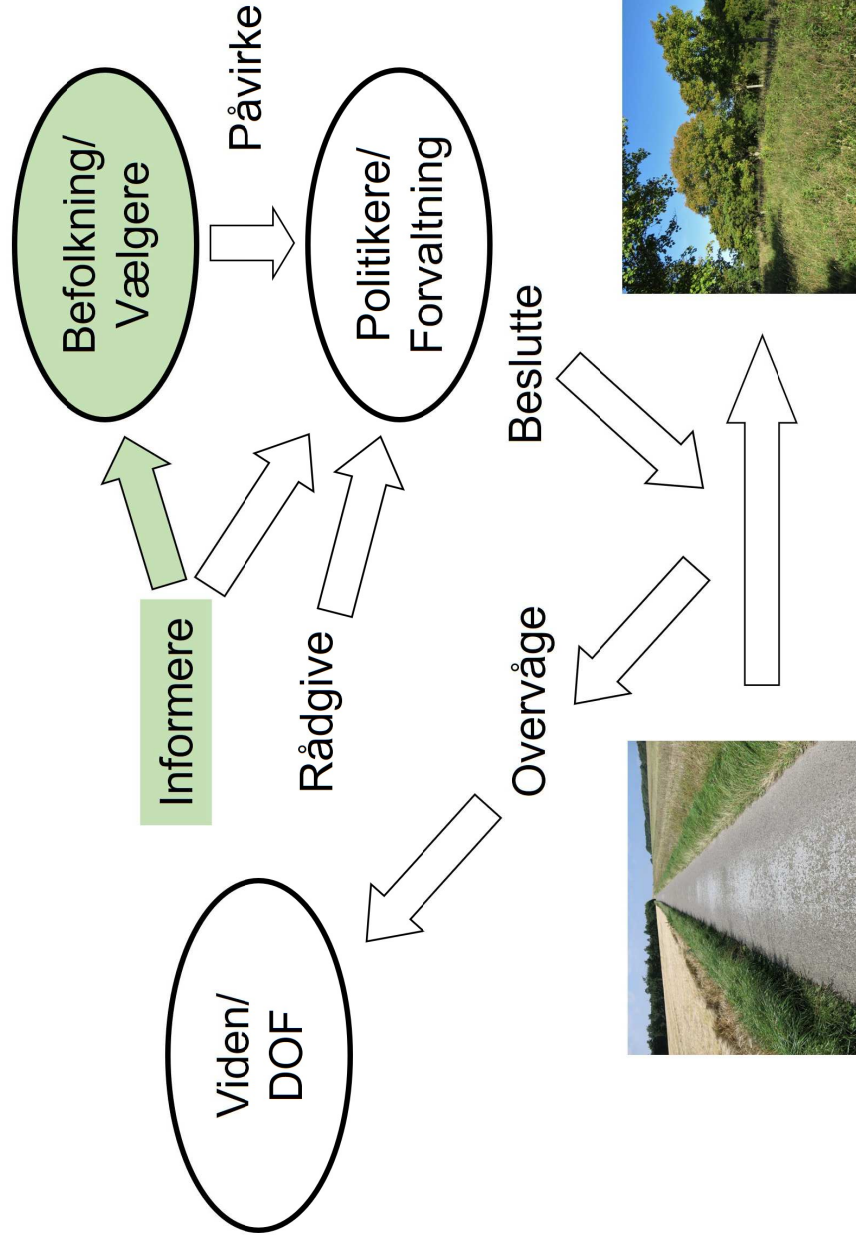 Viden/
DOF
Informere
Rådgive
Befolkning/
Vælgere
Påvirke
Politikere/
Forvaltning
Overvåge
Beslutte